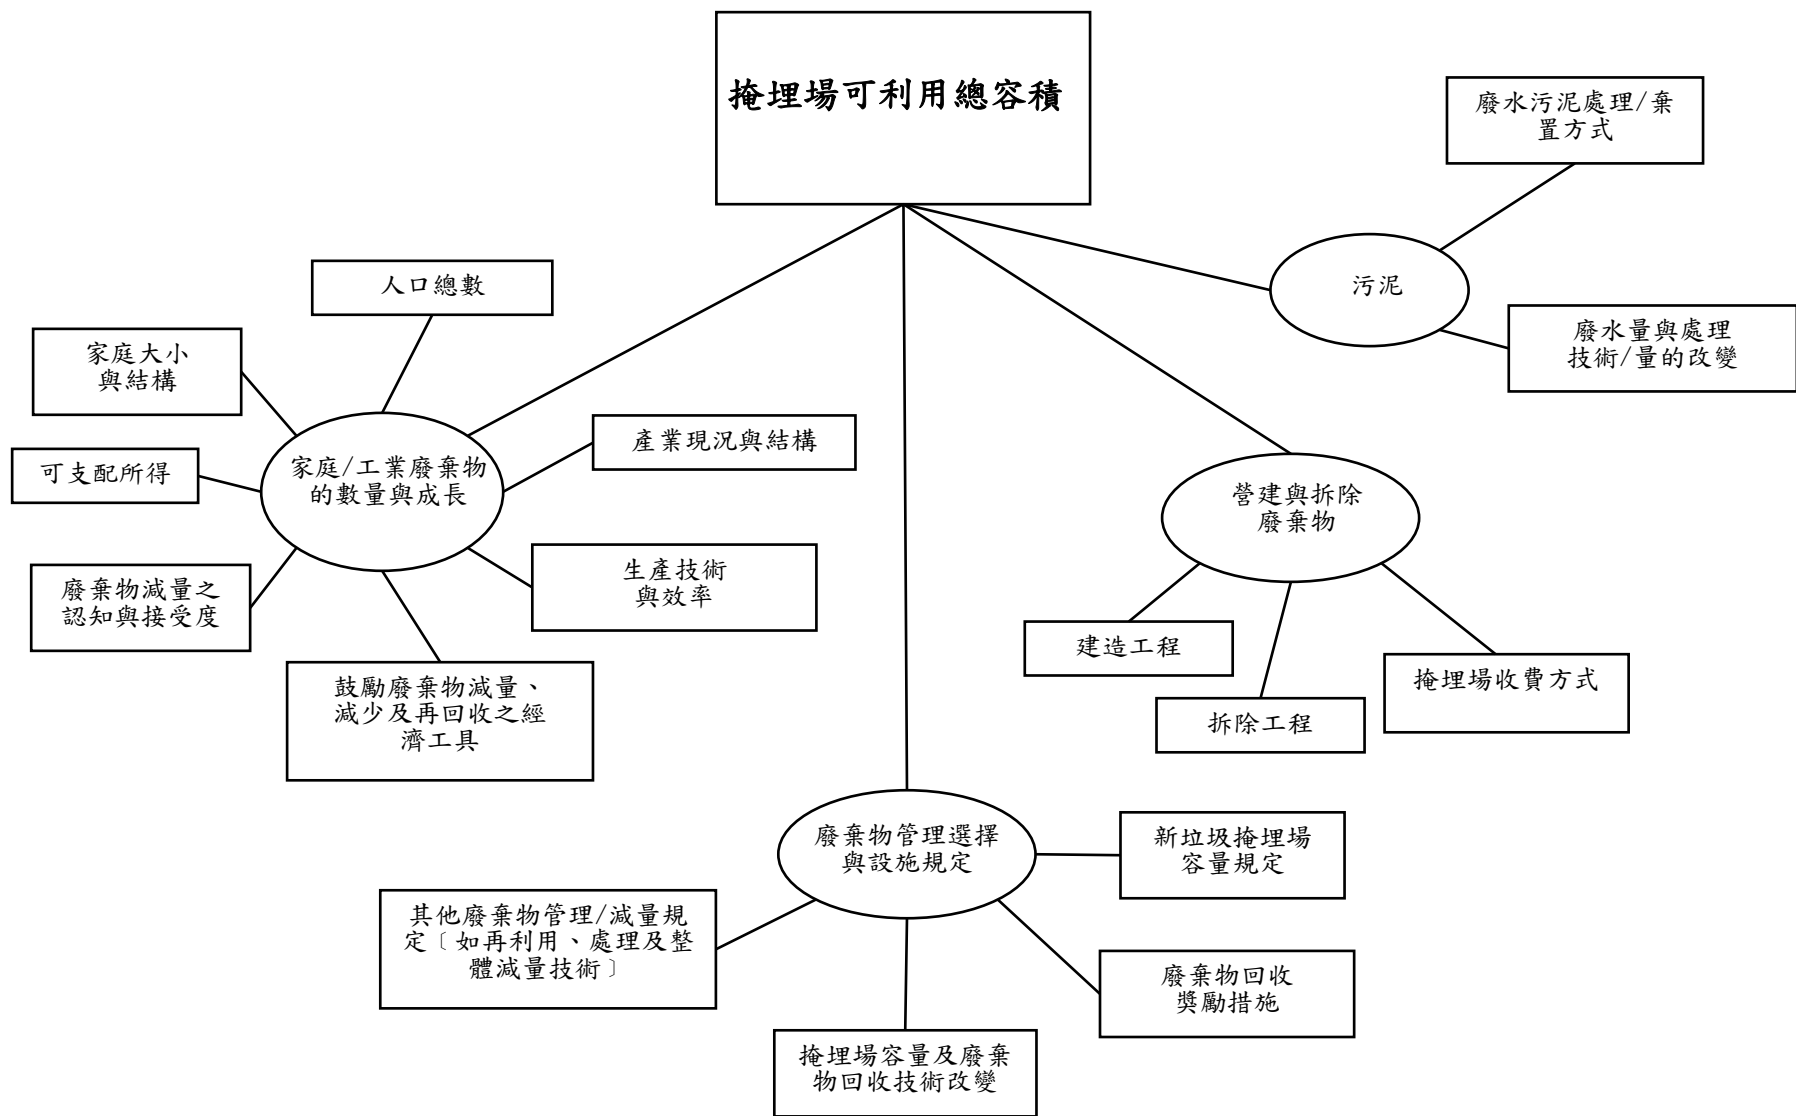 掩埋場可利用總容積
廢水污泥處理/棄
置方式
污泥
廢水量與處理
技術/量的改變
人口總數
家庭大小
與結構
可支配所得
家庭/工業廢棄物
的數量與成長
產業現況與結構
廢棄物減量之
認知與接受度
生產技術
與效率
鼓勵廢棄物減量、
減少及再回收之經
濟工具
營建與拆除
廢棄物
建造工程
拆除工程
掩埋場收費方式
廢棄物管理選擇
與設施規定
新垃圾掩埋場
容量規定
其他廢棄物管理/減量規
定〔如再利用、處理及整
體減量技術〕
廢棄物回收
獎勵措施
掩埋場容量及廢棄
物回收技術改變